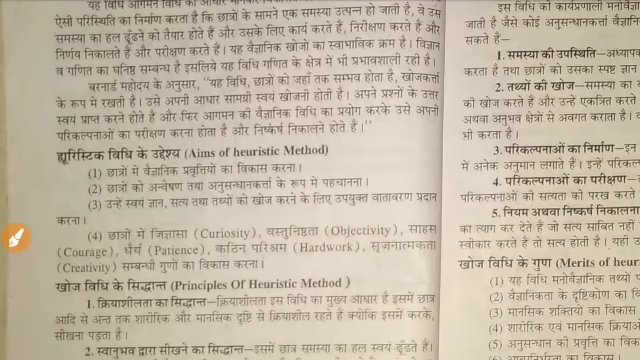 यह विधि आगमन विधि को आधार मानकर
ऐसी परिस्थिति का निर्माण करता है कि छात्रों के सामने एक समस्या उत्पन्न हो जाती है, वे उस
समस्या का हल ढूँढने को तैयार होते हैं और उसके लिए कार्य करते हैं, निरीक्षण करते हैं और
निर्णय निकालते हैं और परीक्षण करते हैं। यह वैज्ञानिक खोजों का स्वाभाविक क्रम है। विज्ञान
व गणित का घनिष्ठ सम्बन्ध है इसलिये यह विधि गणित के क्षेत्र में भी प्रभावशाली रही है।
बरनार्ड महोदय के अनुसार, "यह विधि, छात्रों को जहाँ तक सम्भव होता है, खोजकर्त्ता
के रूप में रखती है। उसे अपनी आधार सामग्री स्वयं खोजनी होती है। अपने प्रश्नों के उत्तर
स्वयं प्राप्त करने होते हैं और फिर आगमन की वैज्ञानिक विधि का प्रयोग करके उसे अपनी
परिकल्पनाओं का परीक्षण करना होता है और निष्कर्ष निकालने होते हैं।"
ह्यूरिस्टिक विधि के उद्देश्य (Aims of heuristic Method)
(1) छात्रों में वैज्ञानिक प्रवृत्तियों का विकास करना।
(2) छात्रों को अन्वेषण तथा अनुसन्धानकर्त्ता के रूप में पहचानना।
(3) उन्हें स्वयं ज्ञान, सत्य तथा तथ्यों को खोज करने के लिए उपयुक्त वातावरण प्रदान
करना।
(4) छात्रों में जिज्ञासा (Curiosity), वस्तुनिष्ठता (Objectivity), साहस
(Courage), धैर्य (Patience), कठिन परिश्रम (Hardwork), सृजनात्मकता
(Creativity) सम्बन्धी गुणों का विकास करना।
खोज विधि के सिद्धान्त (Principles Of Heuristic Method )
1. क्रियाशीलता का सिद्धान्त–क्रियाशीलता इस विधि का मुख्य आधार है इसमें छात्र
आदि से अन्त तक शारीरिक और मानसिक दृष्टि से क्रियाशील रहते हैं क्योंकि इसमें करके,
सीखना पड़ता है।
2. स्वानुभव द्वारा सीखने का सिद्धान्त–इसमें छात्र समस्या का हल स्वयं ढूँढते हैं।
इस विधि की कार्यप्रणाली मनोवैज्ञा
जाती है जैसे कोई अनुसन्धानकर्त्ता वैज्ञानि
सकते हैं–
1. समस्या की उपस्थिति–अध्यापक
करता है तथा छात्रों को उसका स्पष्ट ज्ञान
2. तथ्यों की खोज–समस्या का
की खोज करते हैं और उन्हें एकत्रित करते
अथवा अनुभव क्षेत्रों से अवगत कराता है।
भी करता है।
3. परिकल्पनाओं का निर्माण–इन
में अनेक अनुमान लगाते हैं। इन्हें परिकल्
4. परिकल्पनाओं का परीक्षण–
परिकल्पनाओं को सत्यता की परख करते
5. नियम अथवा निष्कर्ष निकालना
का त्याग कर देते हैं जो सत्य साबित नहीं
स्वीकार करते हैं तो सत्य होती है। यही
खोज विधि के गुण (Merits of heur
(1) यह विधि मनोवैज्ञानिक तथ्यों
(2) वैज्ञानिकता के दृष्टिकोण का वि
(3) मानसिक शक्तियों का विकास
(4) शारीरिक एवं मानसिक क्रियाअ
(5) अनुसन्धान की प्रवृत्ति का विक